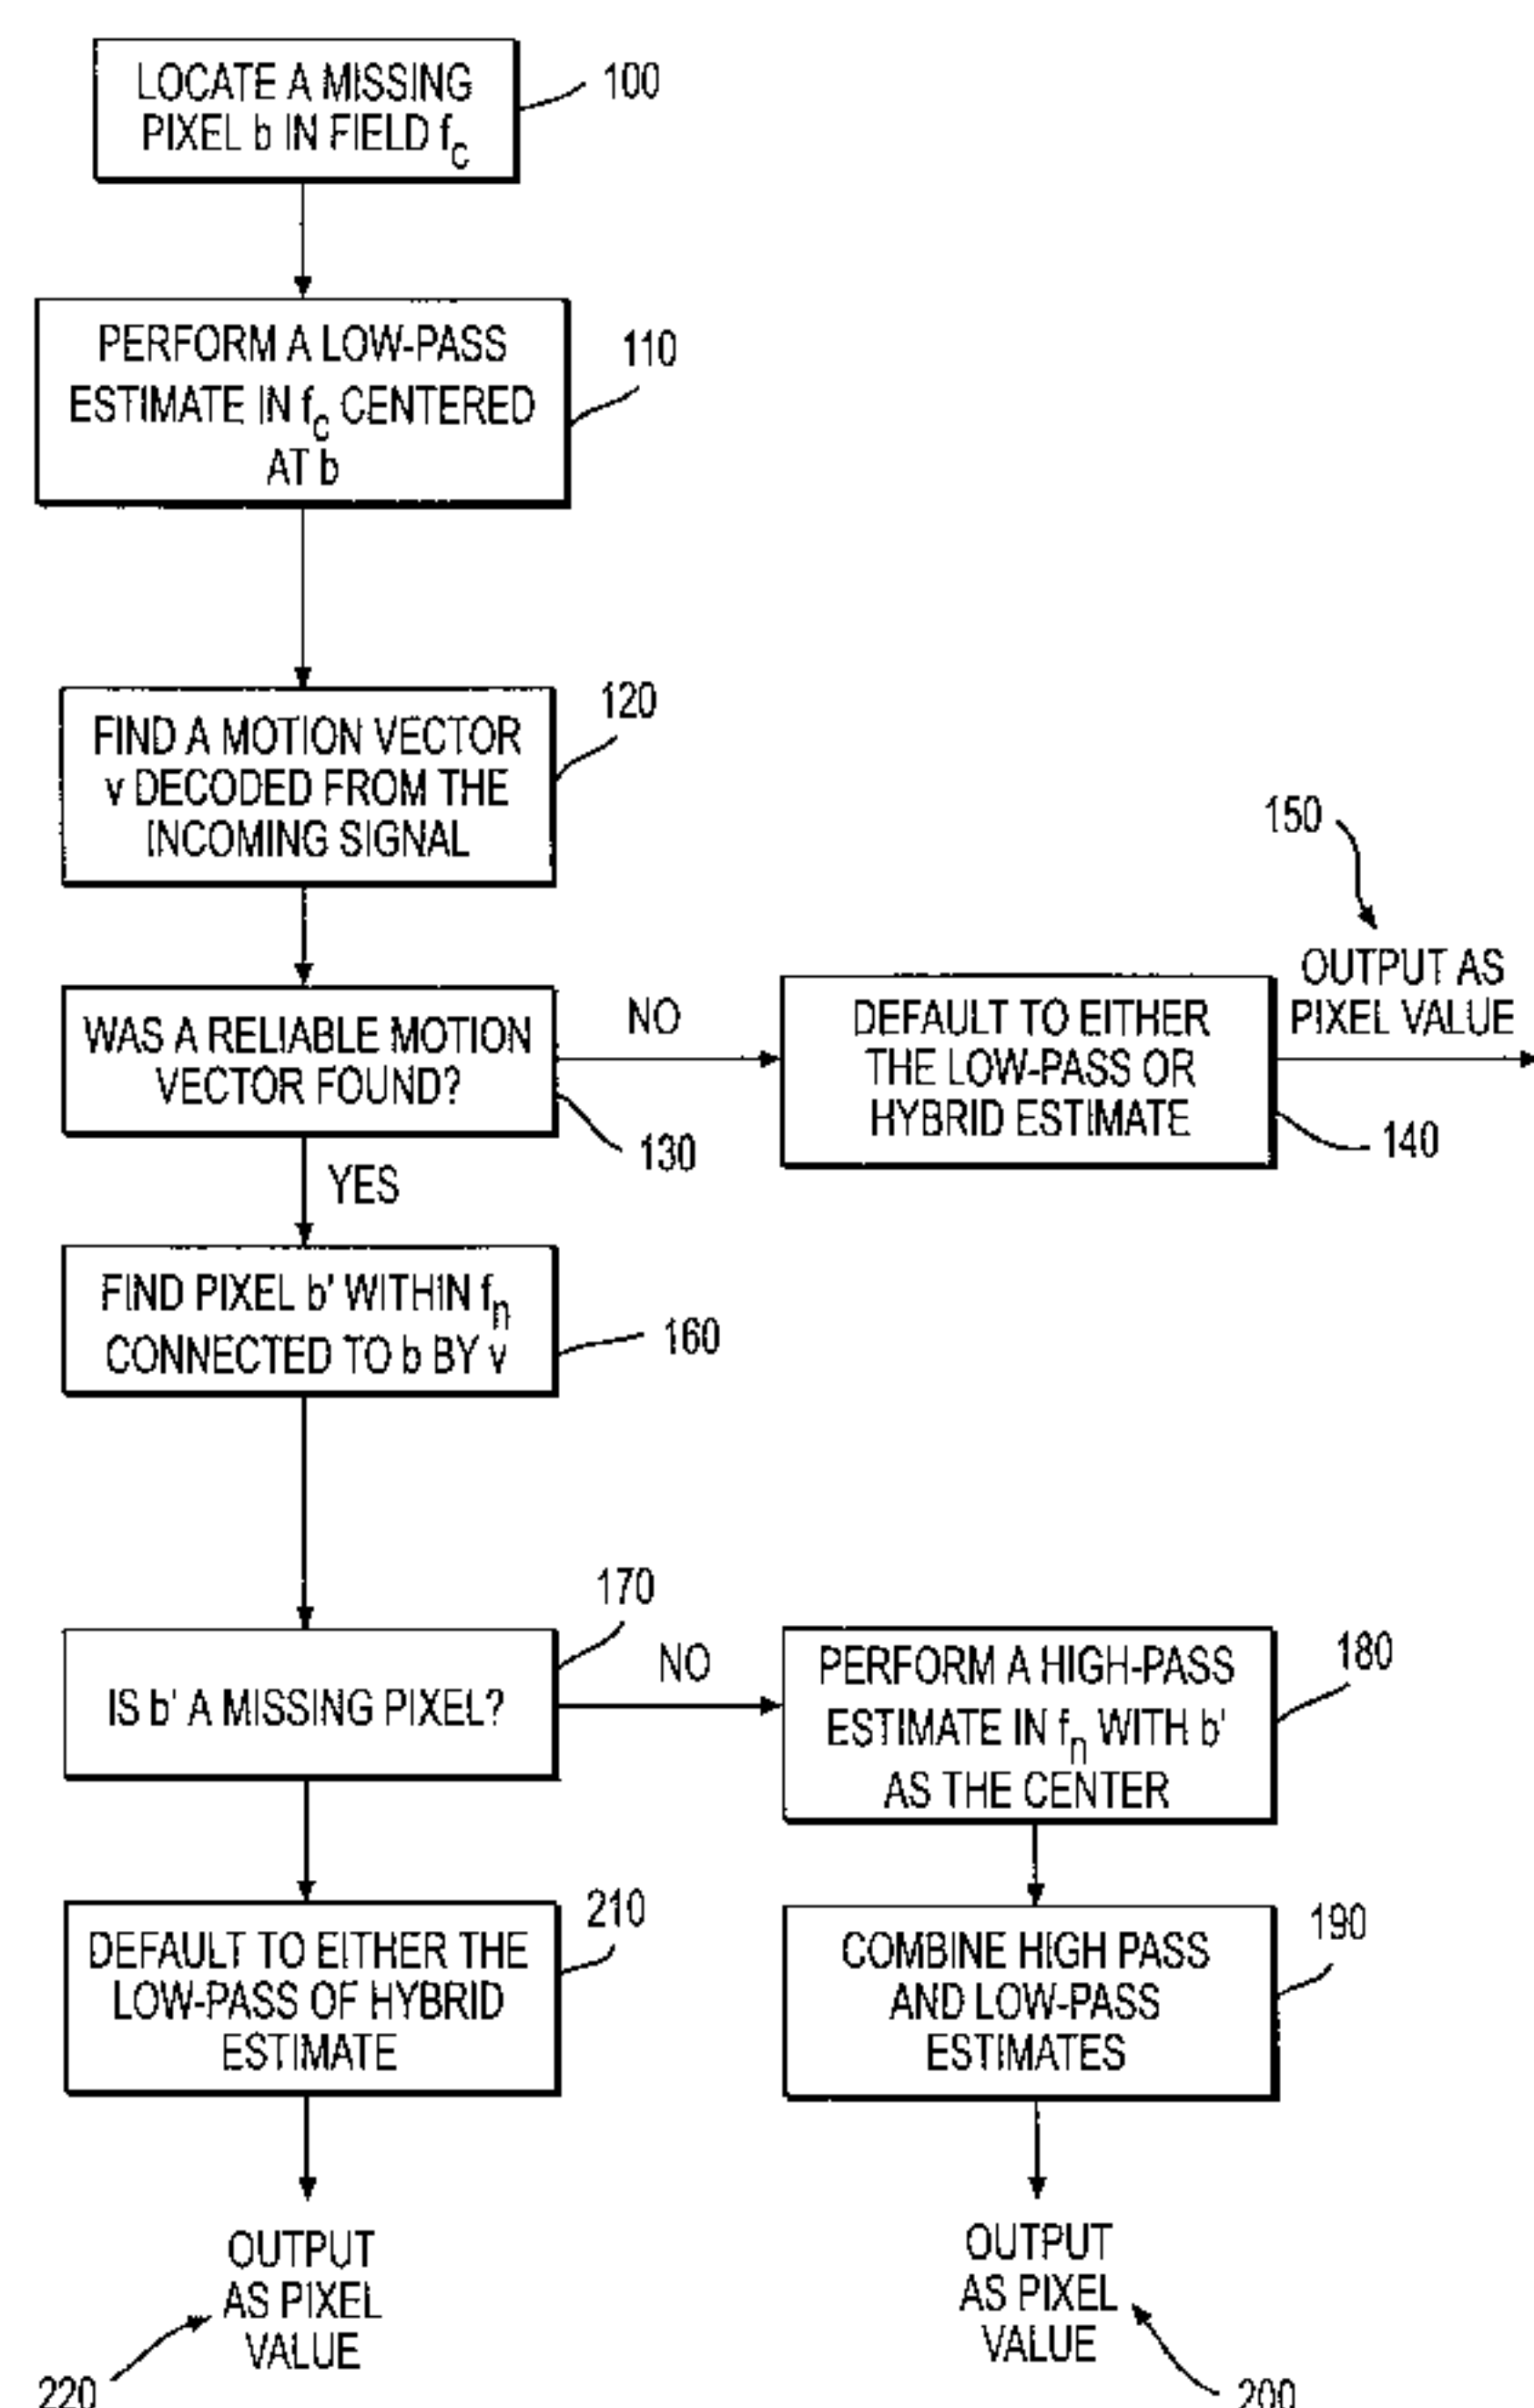 LOCATE A MISSING
PIXEL b IN FIELD fc
100
PERFORM A LOW-PASS
ESTIMATE IN fc CENTERED
AT b
110
FIND A MOTION VECTOR
v DECODED FROM THE
INCOMING SIGNAL
120
WAS A RELIABLE MOTION
VECTOR FOUND?
130
NO
DEFAULT TO EITHER
THE LOW-PASS OR
HYBRID ESTIMATE
140
150
OUTPUT AS
PIXEL VALUE
YES
FIND PIXEL b' WITHIN fn
CONNECTED TO b BY v
160
IS b' A MISSING PIXEL?
170
NO
PERFORM A HIGH-PASS
ESTIMATE IN fn WITH b'
AS THE CENTER
180
DEFAULT TO EITHER THE
LOW-PASS OF HYBRID
ESTIMATE
210
COMBINE HIGH PASS
AND LOW-PASS
ESTIMATES
190
OUTPUT
AS PIXEL
VALUE
220
OUTPUT
AS PIXEL
VALUE
200